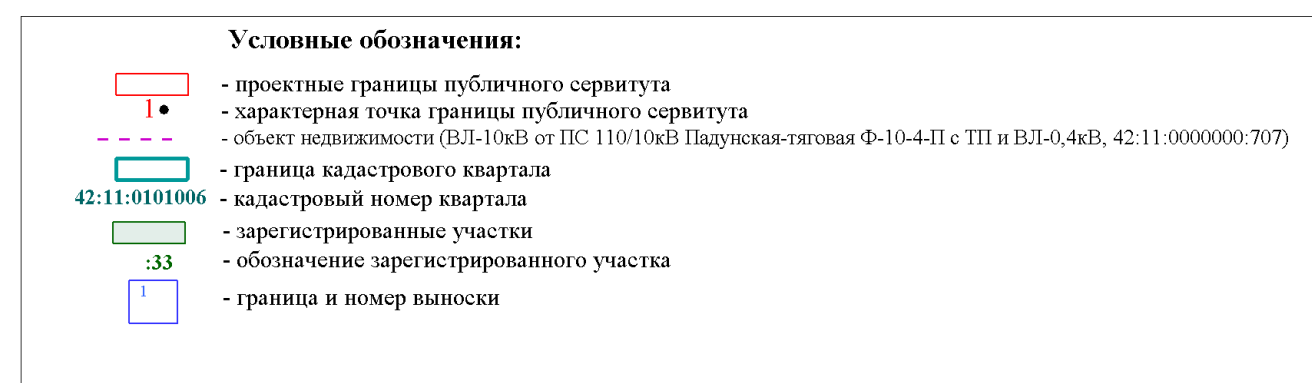 Условные обозначения:
- проектные границы публичного сервитута
1 - характерная точка границы публичного сервитута
- объект недвижимости (ВЛ-10кВ от ПС 110/10кВ Падунская-тяговая Ф-10-4-П с ТП и ВЛ-0,4кВ, 42:11:0000000:707)
- граница кадастрового квартала
42:11:0101006 - кадастровый номер квартала
- зарегистрированные участки
:33 - обозначение зарегистрированного участка
1 - граница и номер выноски